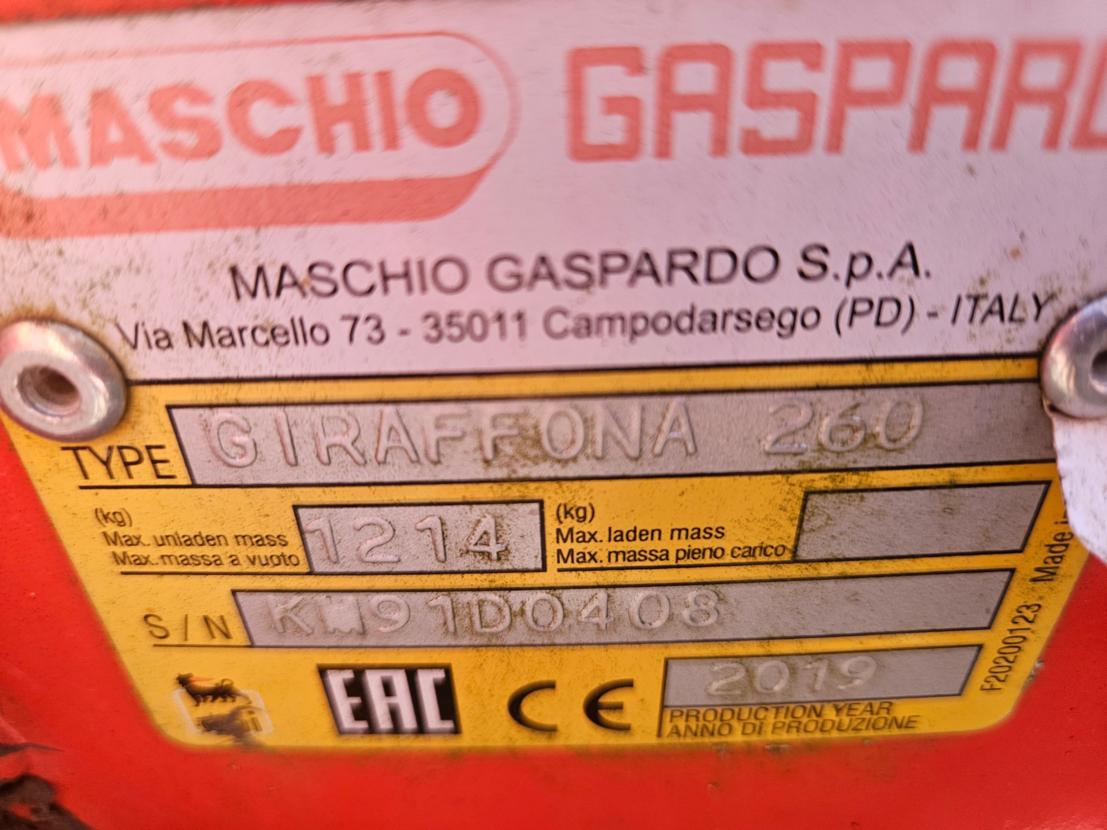 MASCHIO GASPARD
MASCHIO GASPARDO S.p.A.
Via Marcello 73 - 35011 Campodarsego (PD) - ITALY
TYPE GIRAFFONA 260
(kg)
Max. unladen mass
Max. massa a vuoto
1214
(kg)
Max. laden mass
Max. massa pieno carico
S/N KW91D0408
EAC CE
2019
PRODUCTION YEAR
ANNO DI PRODUZIONE
F20200123 Made i